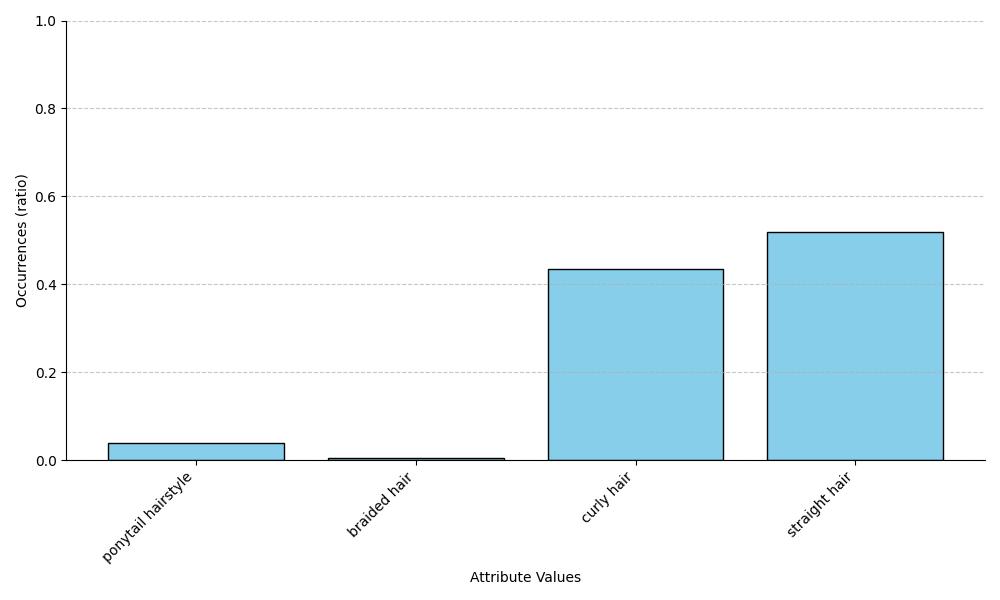 1.0
0.8
0.6
0.4
0.2
0.0
Occurrences (ratio)
ponytail hairstyle
braided hair
curly hair
straight hair
Attribute Values